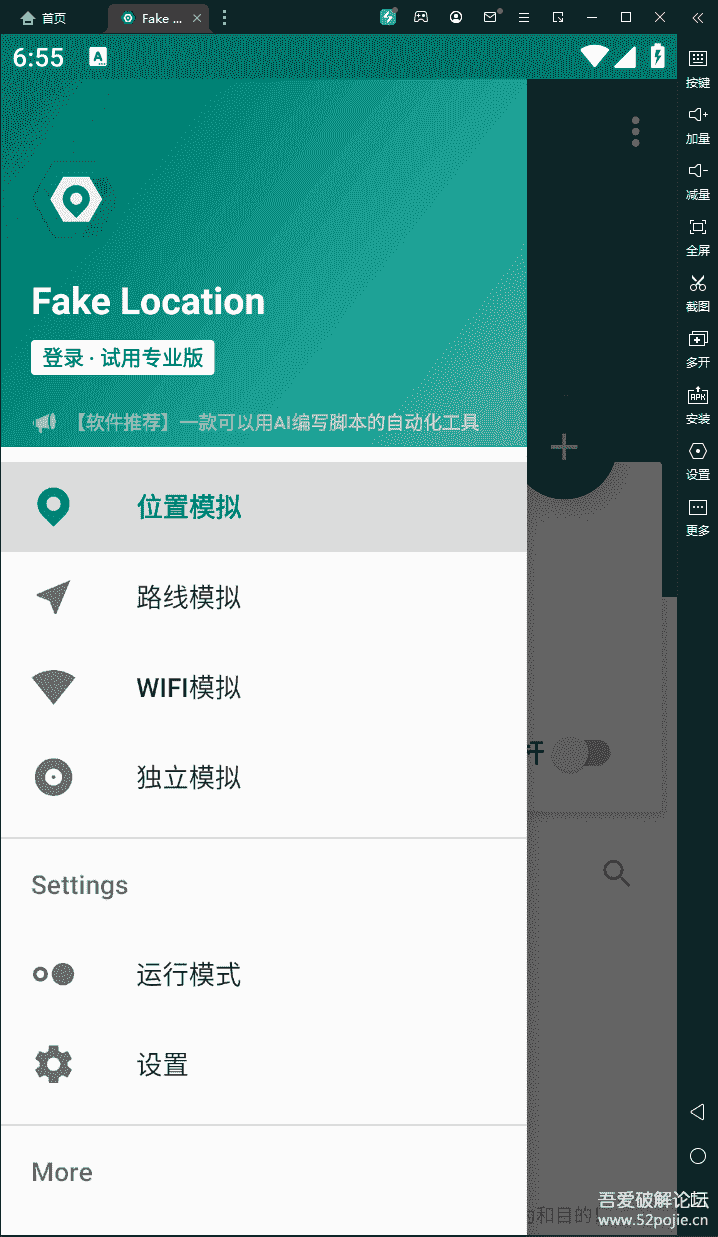 首页
Fake ...
6:55
A
按键
加量
减量
全屏
截图
多开
APK
安装
设置
更多
Fake Location
登录 · 试用专业版
【软件推荐】一款可以用AI编写脚本的自动化工具
位置模拟
路线模拟
WIFI模拟
独立模拟
Settings
运行模式
设置
More
和目的!
吾爱破解论坛
www.52pojie.cn